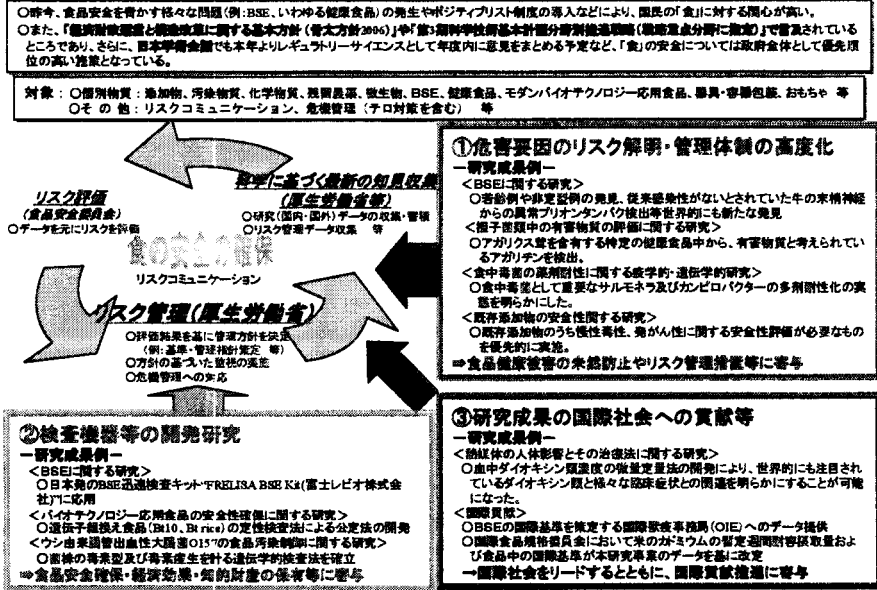 ○昨今、食品安全を脅かす様々な問題(例:BSE、いわゆる健康食品)の発生やポジティブリスト制度の導入などにより、国民の「食」に対する関心が高い。
○また、「経済財政運営と構造改革に関する基本方針(骨太方針2006)」や「第3期科学技術基本計画分野別推進戦略(戦略重点分野に指定)」で言及されている
ところであり、さらに、日本学術会議でも本年よりレギュラトリーサイエンスとして年度内に意見をまとめる予定など、「食」の安全については政府全体として優先順
位の高い施策となっている。
対象:○個別物質:添加物、汚染物質、化学物質、残留農薬、微生物、BSE、健康食品、モダンバイオテクノロジー応用食品、器具・容器包装、おもちゃ 等
○その他:リスクコミュニケーション、危機管理(テロ対策を含む) 等
リスク評価
(食品安全委員会)
○データを元にリスクを評価
科学に基づく最新の知見収集
(厚生労働省等)
○研究(国内・国外)データの収集・蓄積
○リスク管理データ収集 等
食の安全の確保
リスクコミュニケーション
リスク管理(厚生労働省)
○評価結果を基に管理方針を決定
(例:基準・管理指針策定 等)
○方針の基づいた監視の実施
○危機管理への対応
①危害要因のリスク解明・管理体制の高度化
ー研究成果例ー
<BSEに関する研究>
○若齢例や非定型例の発見、従来感染性がないとされていた牛の末梢神経
からの異常プリオンタンパク検出等世界的にも新たな発見
<担子菌類中の有害物質の評価に関する研究>
○アガリクス茸を含有する特定の健康食品中から、有害物質と考えられてい
るアガリチンを検出。
<食中毒菌の薬剤耐性に関する疫学的・遺伝学的研究>
○食中毒菌として重要なサルモネラ及びカンピロバクターの多剤耐性化の実
態を明らかにした。
<既存添加物の安全性関する研究>
○既存添加物のうち慢性毒性、発がん性に関する安全性評価が必要なもの
を優先的に実施。
⇒食品健康被害の未然防止やリスク管理措置等に寄与
②検査機器等の開発研究
ー研究成果例ー
<BSEに関する研究>
○日本発のBSE迅速検査キット"FRELISA BSE Kit(富士レビオ株式会
社)"に応用
<バイオテクノロジー応用食品の安全性確保に関する研究>
○遺伝子組換え食品(Bt10、Bt rice)の定性検査法による公定法の開発
<ウシ由来腸管出血性大腸菌O157の食品汚染制御に関する研究>
○菌株の毒素型及び毒素産生を計る遺伝学的検査法を確立
⇒食品安全確保・経済効果・知的財産の保有等に寄与
③研究成果の国際社会への貢献等
ー研究成果例ー
<熱媒体の人体影響とその治療法に関する研究>
○血中ダイオキシン類濃度の微量定量法の開発により、世界的にも注目され
ているダイオキシン類と様々な臨床症状との関連を明らかにすることが可能
になった。
<国際貢献>
○BSEの国際基準を策定する国際獣疫事務局(OIE)へのデータ提供
○国際食品規格委員会において米のカドミウムの暫定週間耐容摂取量およ
び食品中の国際基準が本研究事業のデータを基に改定
→国際社会をリードするとともに、国際貢献推進に寄与